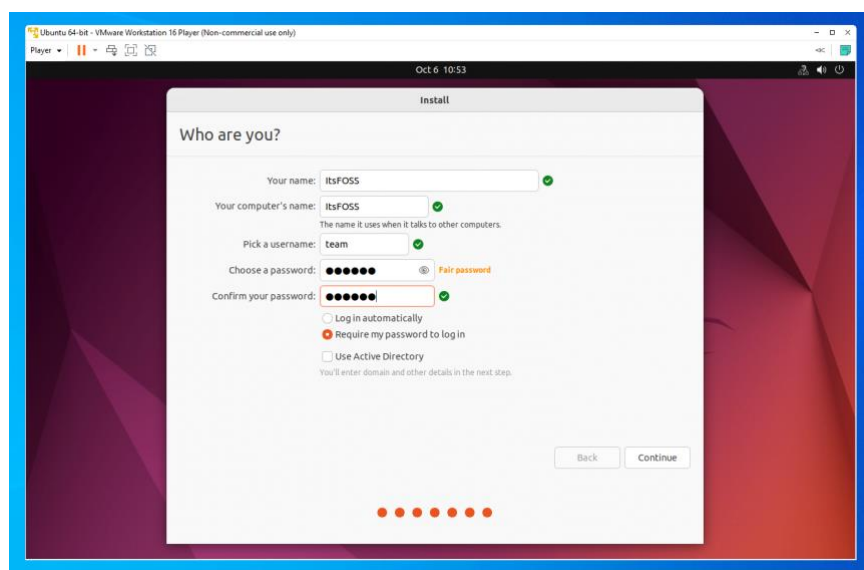 Ubuntu 64-bit - VMware Workstation 16 Player (Non-commercial use only)
Player
Oct 6 10:53
Install
Who are you?
Your name: ItsFOSS
Your computer's name: ItsFOSS
The name it uses when it talks to other computers.
Pick a username: team
Choose a password: ●●●●●● Fair password
Confirm your password: ●●●●●●
Log in automatically
Require my password to log in
Use Active Directory
You'll enter domain and other details in the next step.
Back Continue